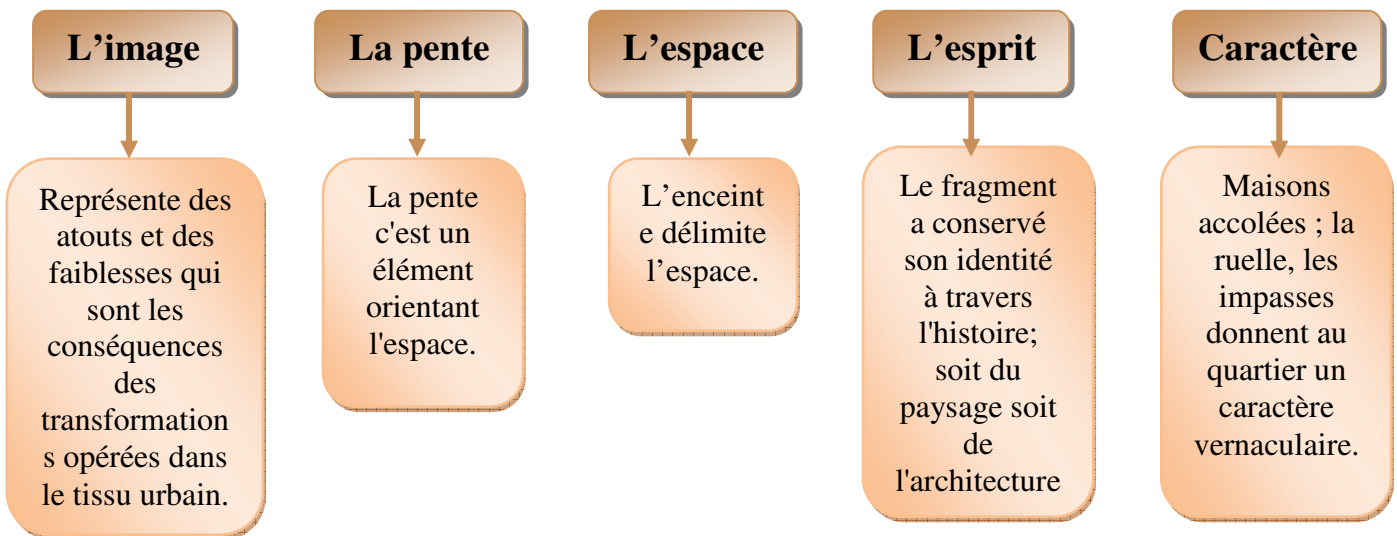 L’image
La pente
L’espace
L’esprit
Caractère
Représente des
atouts et des
faiblesses qui
sont les
conséquences
des
transformation
s opérées dans
le tissu urbain.
La pente
c'est un
élément
orientant
l'espace.
L’enceint
e délimite
l’espace.
Le fragment
a conservé
son identité
à travers
l'histoire;
soit du
paysage soit
de
l'architecture
Maisons
accolées ; la
ruelle, les
impasses
donnent au
quartier un
caractère
vernaculaire.